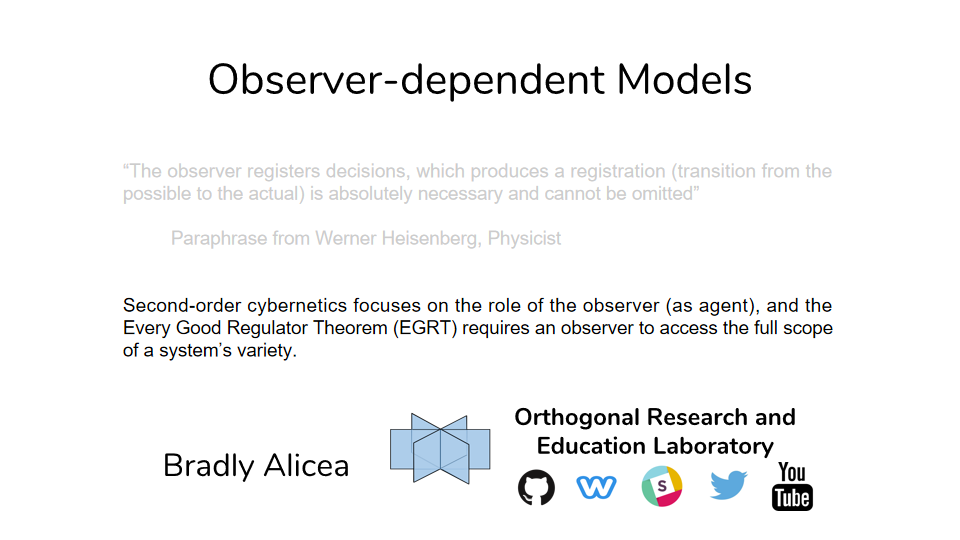 Observer-dependent Models
“The observer registers decisions, which produces a registration (transition from the
possible to the actual) is absolutely necessary and cannot be omitted”
Paraphrase from Werner Heisenberg, Physicist
Second-order cybernetics focuses on the role of the observer (as agent), and the
Every Good Regulator Theorem (EGRT) requires an observer to access the full scope
of a system’s variety.
Bradly Alicea
Orthogonal Research and
Education Laboratory
W
S
You
Tube